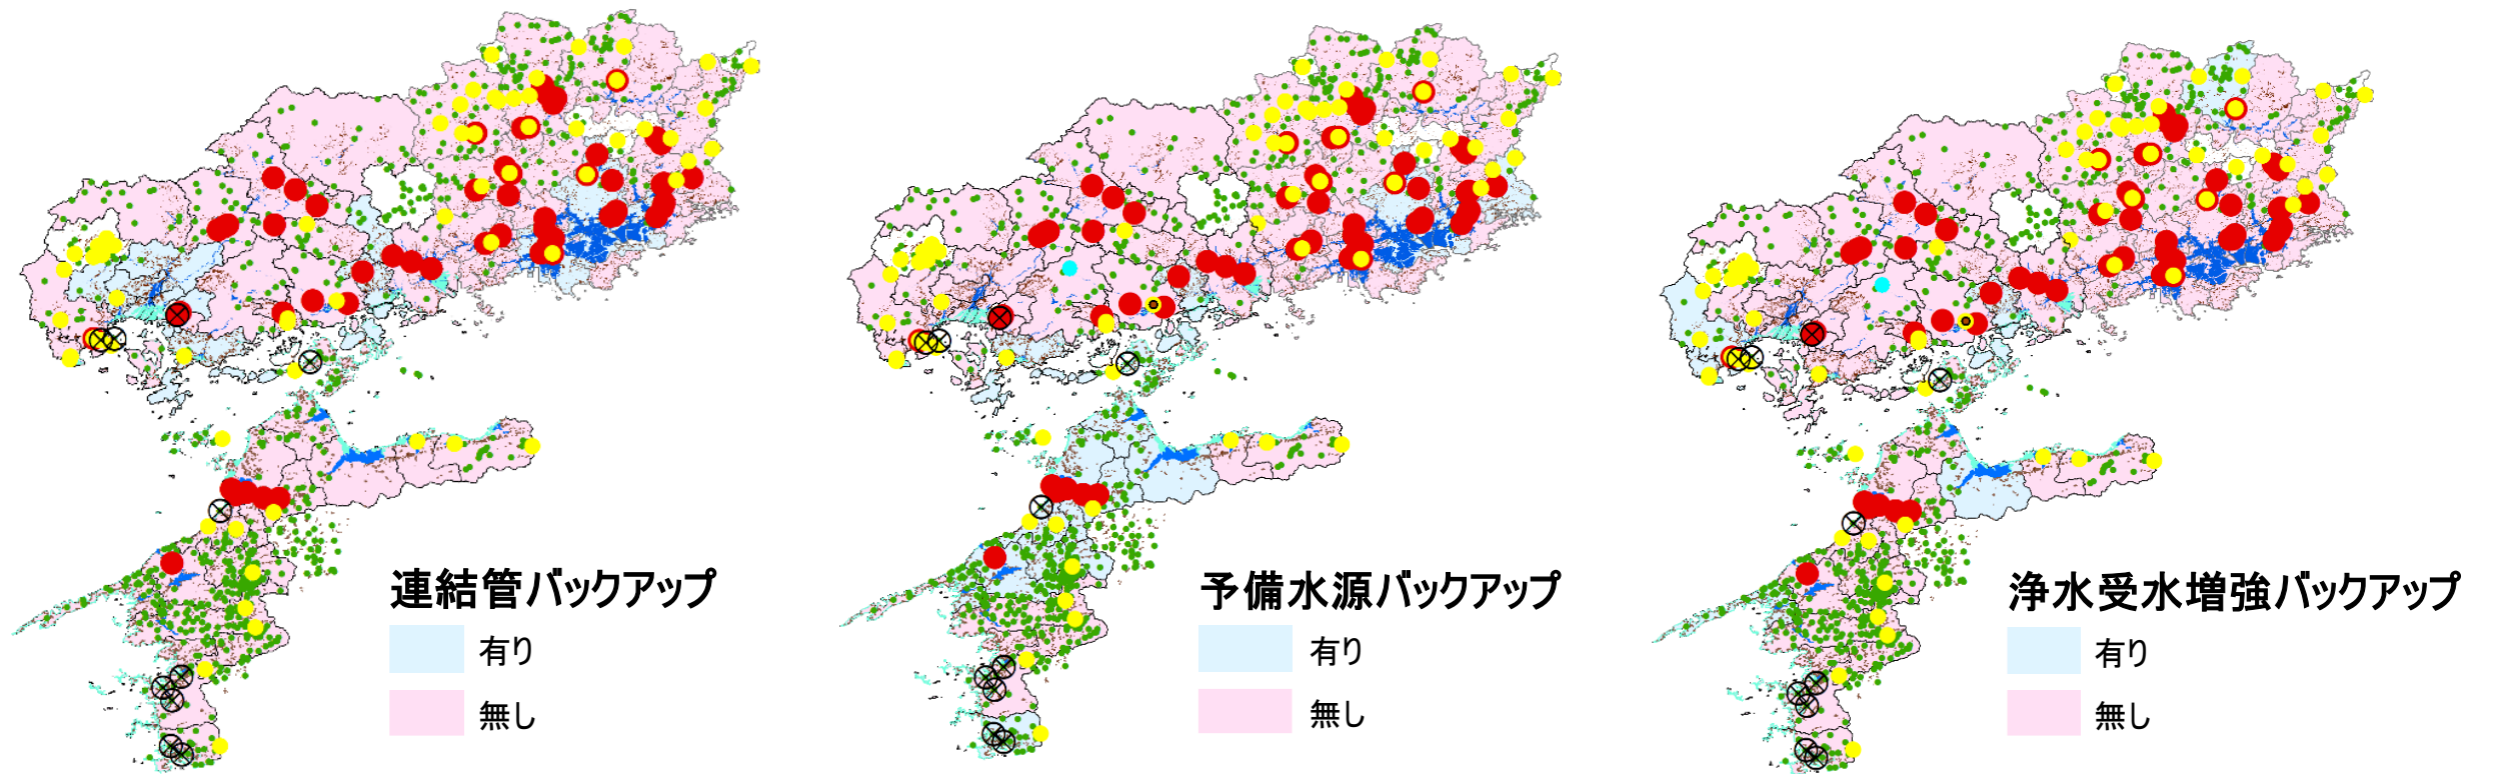 連結管バックアップ
有り
無し
予備水源バックアップ
有り
無し
浄水受水増強バックアップ
有り
無し